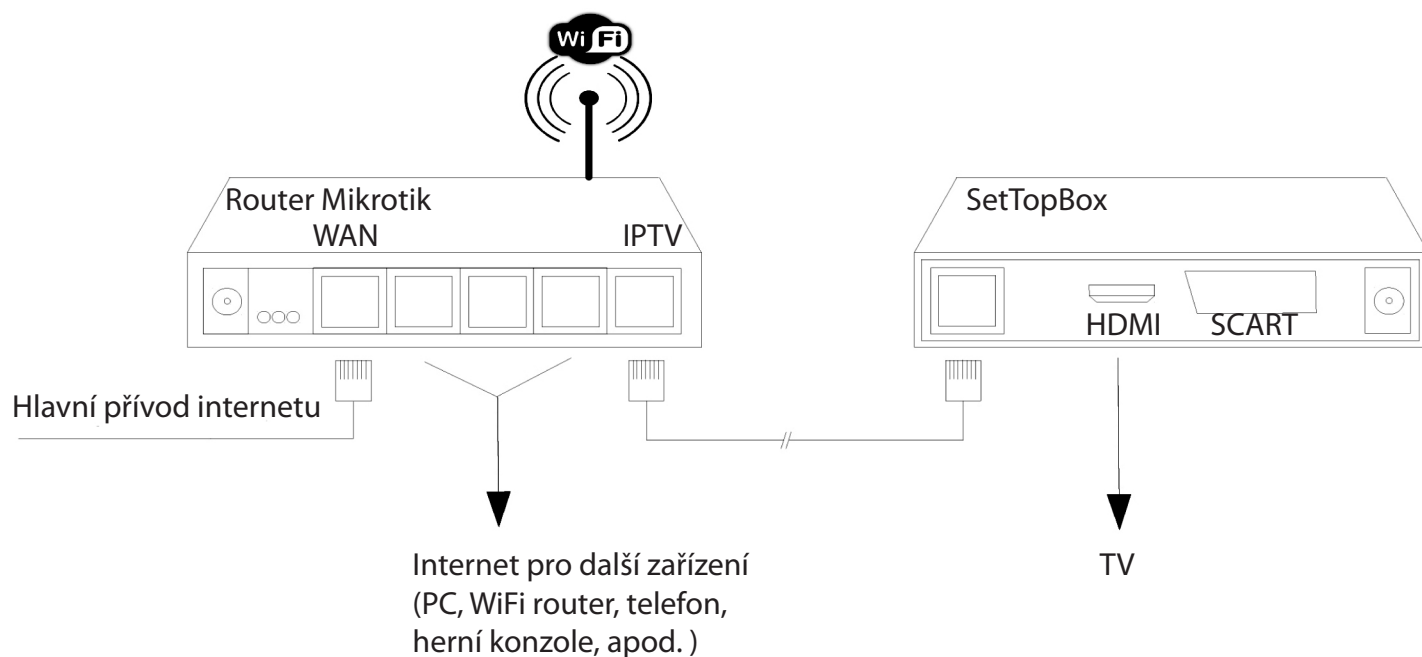 Wi Fi
Router Mikrotik
WAN
IPTV
SetTopBox
HDMI
SCART
Hlavní přívod internetu
Internet pro další zařízení
(PC, WiFi router, telefon,
herní konzole, apod. )
TV